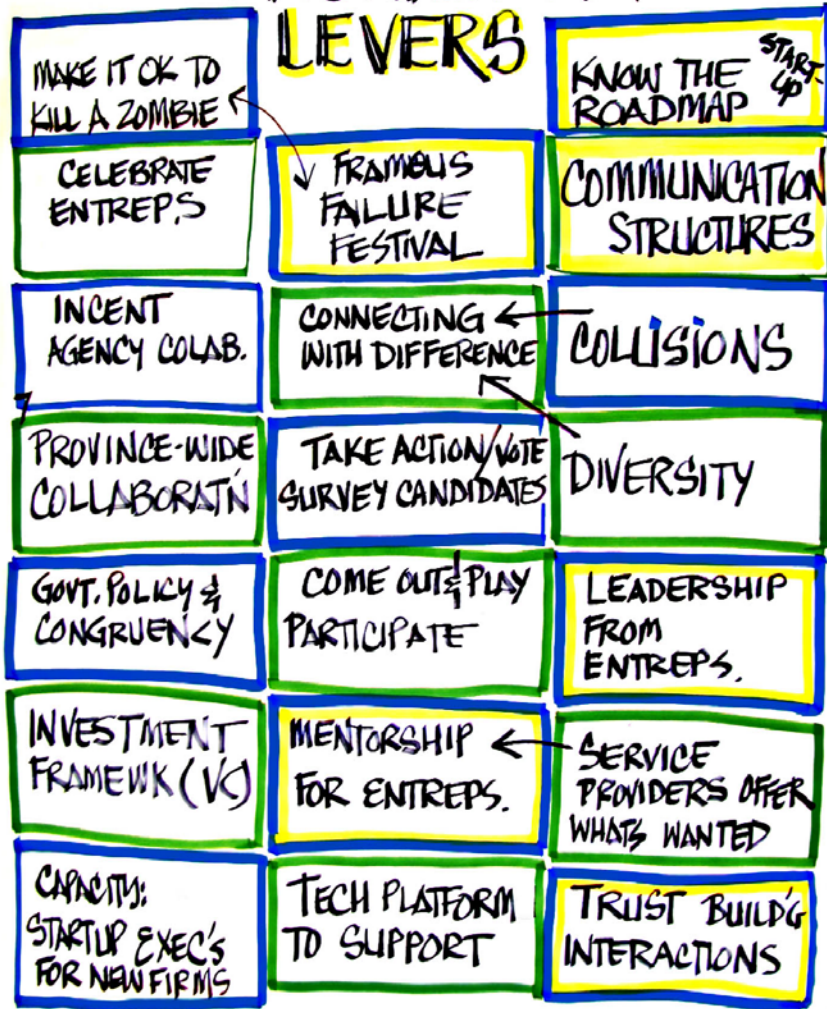 LEVERS
MAKE IT OK TO
KILL A ZOMBIE
KNOW THE START-UP
ROADMAP
CELEBRATE
ENTREP,S
FRAMOUS
FAILURE
FESTIVAL
COMMUNICATION
STRUCTURES
INCENT
AGENCY COLAB.
CONNECTING
WITH DIFFERENCE
COLLISIONS
PROVINCE-WIDE
COLLABORAT'N
TAKE ACTION/VOTE
SURVEY CANDIDATES
DIVERSITY
GOVT. POLICY &
CONGRUENCY
COME OUT & PLAY
PARTICIPATE
LEADERSHIP
FROM
ENTREPS.
INVESTMENT
FRAMEWK (VC)
MENTORSHIP
FOR ENTREPS.
SERVICE
PROVIDERS OFFER
WHAT'S WANTED
CAPACITY:
STARTUP EXEC'S
FOR NEW FIRMS
TECH PLATFORM
TO SUPPORT
TRUST BUILD'G
INTERACTIONS